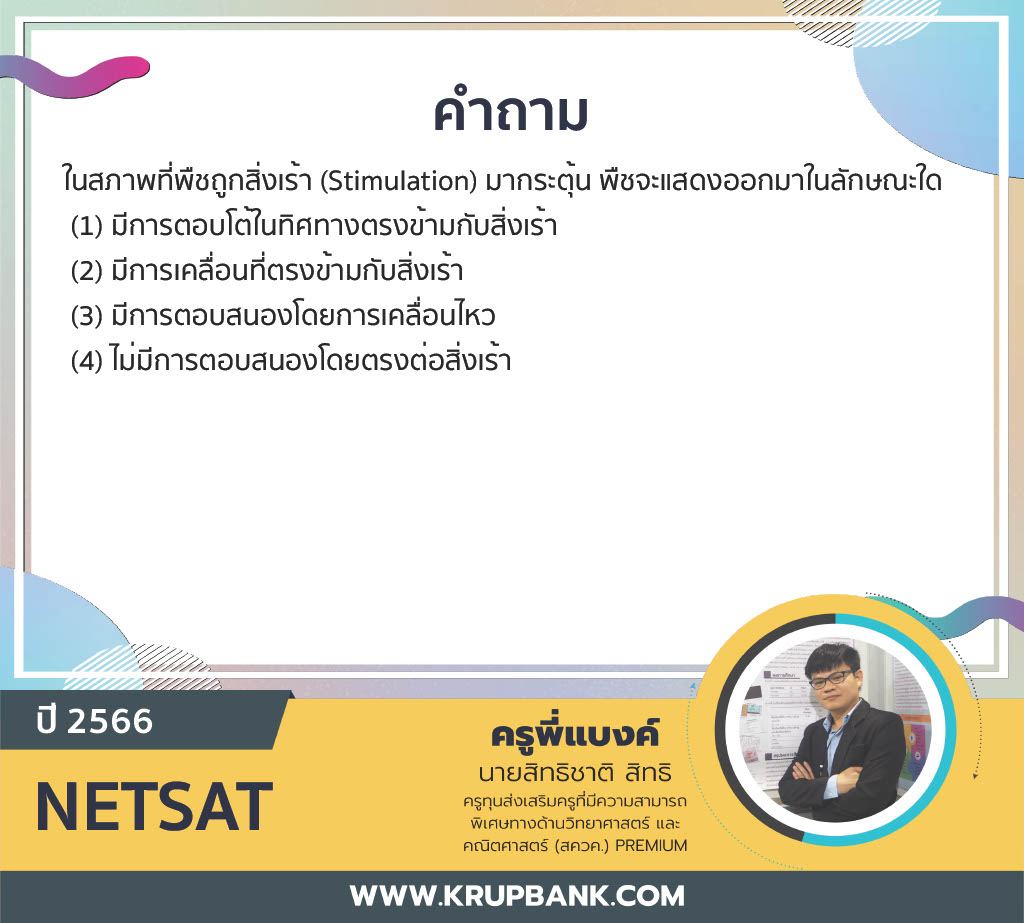 คำถาม
ในสภาพที่พืชถูกสิ่งเร้า (Stimulation) มากระตุ้น พืชจะแสดงออกมาในลักษณะใด
(1) มีการตอบโต้ในทิศทางตรงข้ามกับสิ่งเร้า
(2) มีการเคลื่อนที่ตรงข้ามกับสิ่งเร้า
(3) มีการตอบสนองโดยการเคลื่อนไหว
(4) ไม่มีการตอบสนองโดยตรงต่อสิ่งเร้า
ปี 2566
NETSAT
ครูพี่แบงค์
นายสิทธิชาติ สิทธิ
ครูทุนส่งเสริมครูที่มีความสามารถ
พิเศษทางด้านวิทยาศาสตร์ และ
คณิตศาสตร์ (สควค.) PREMIUM
WWW.KRUPBANK.COM